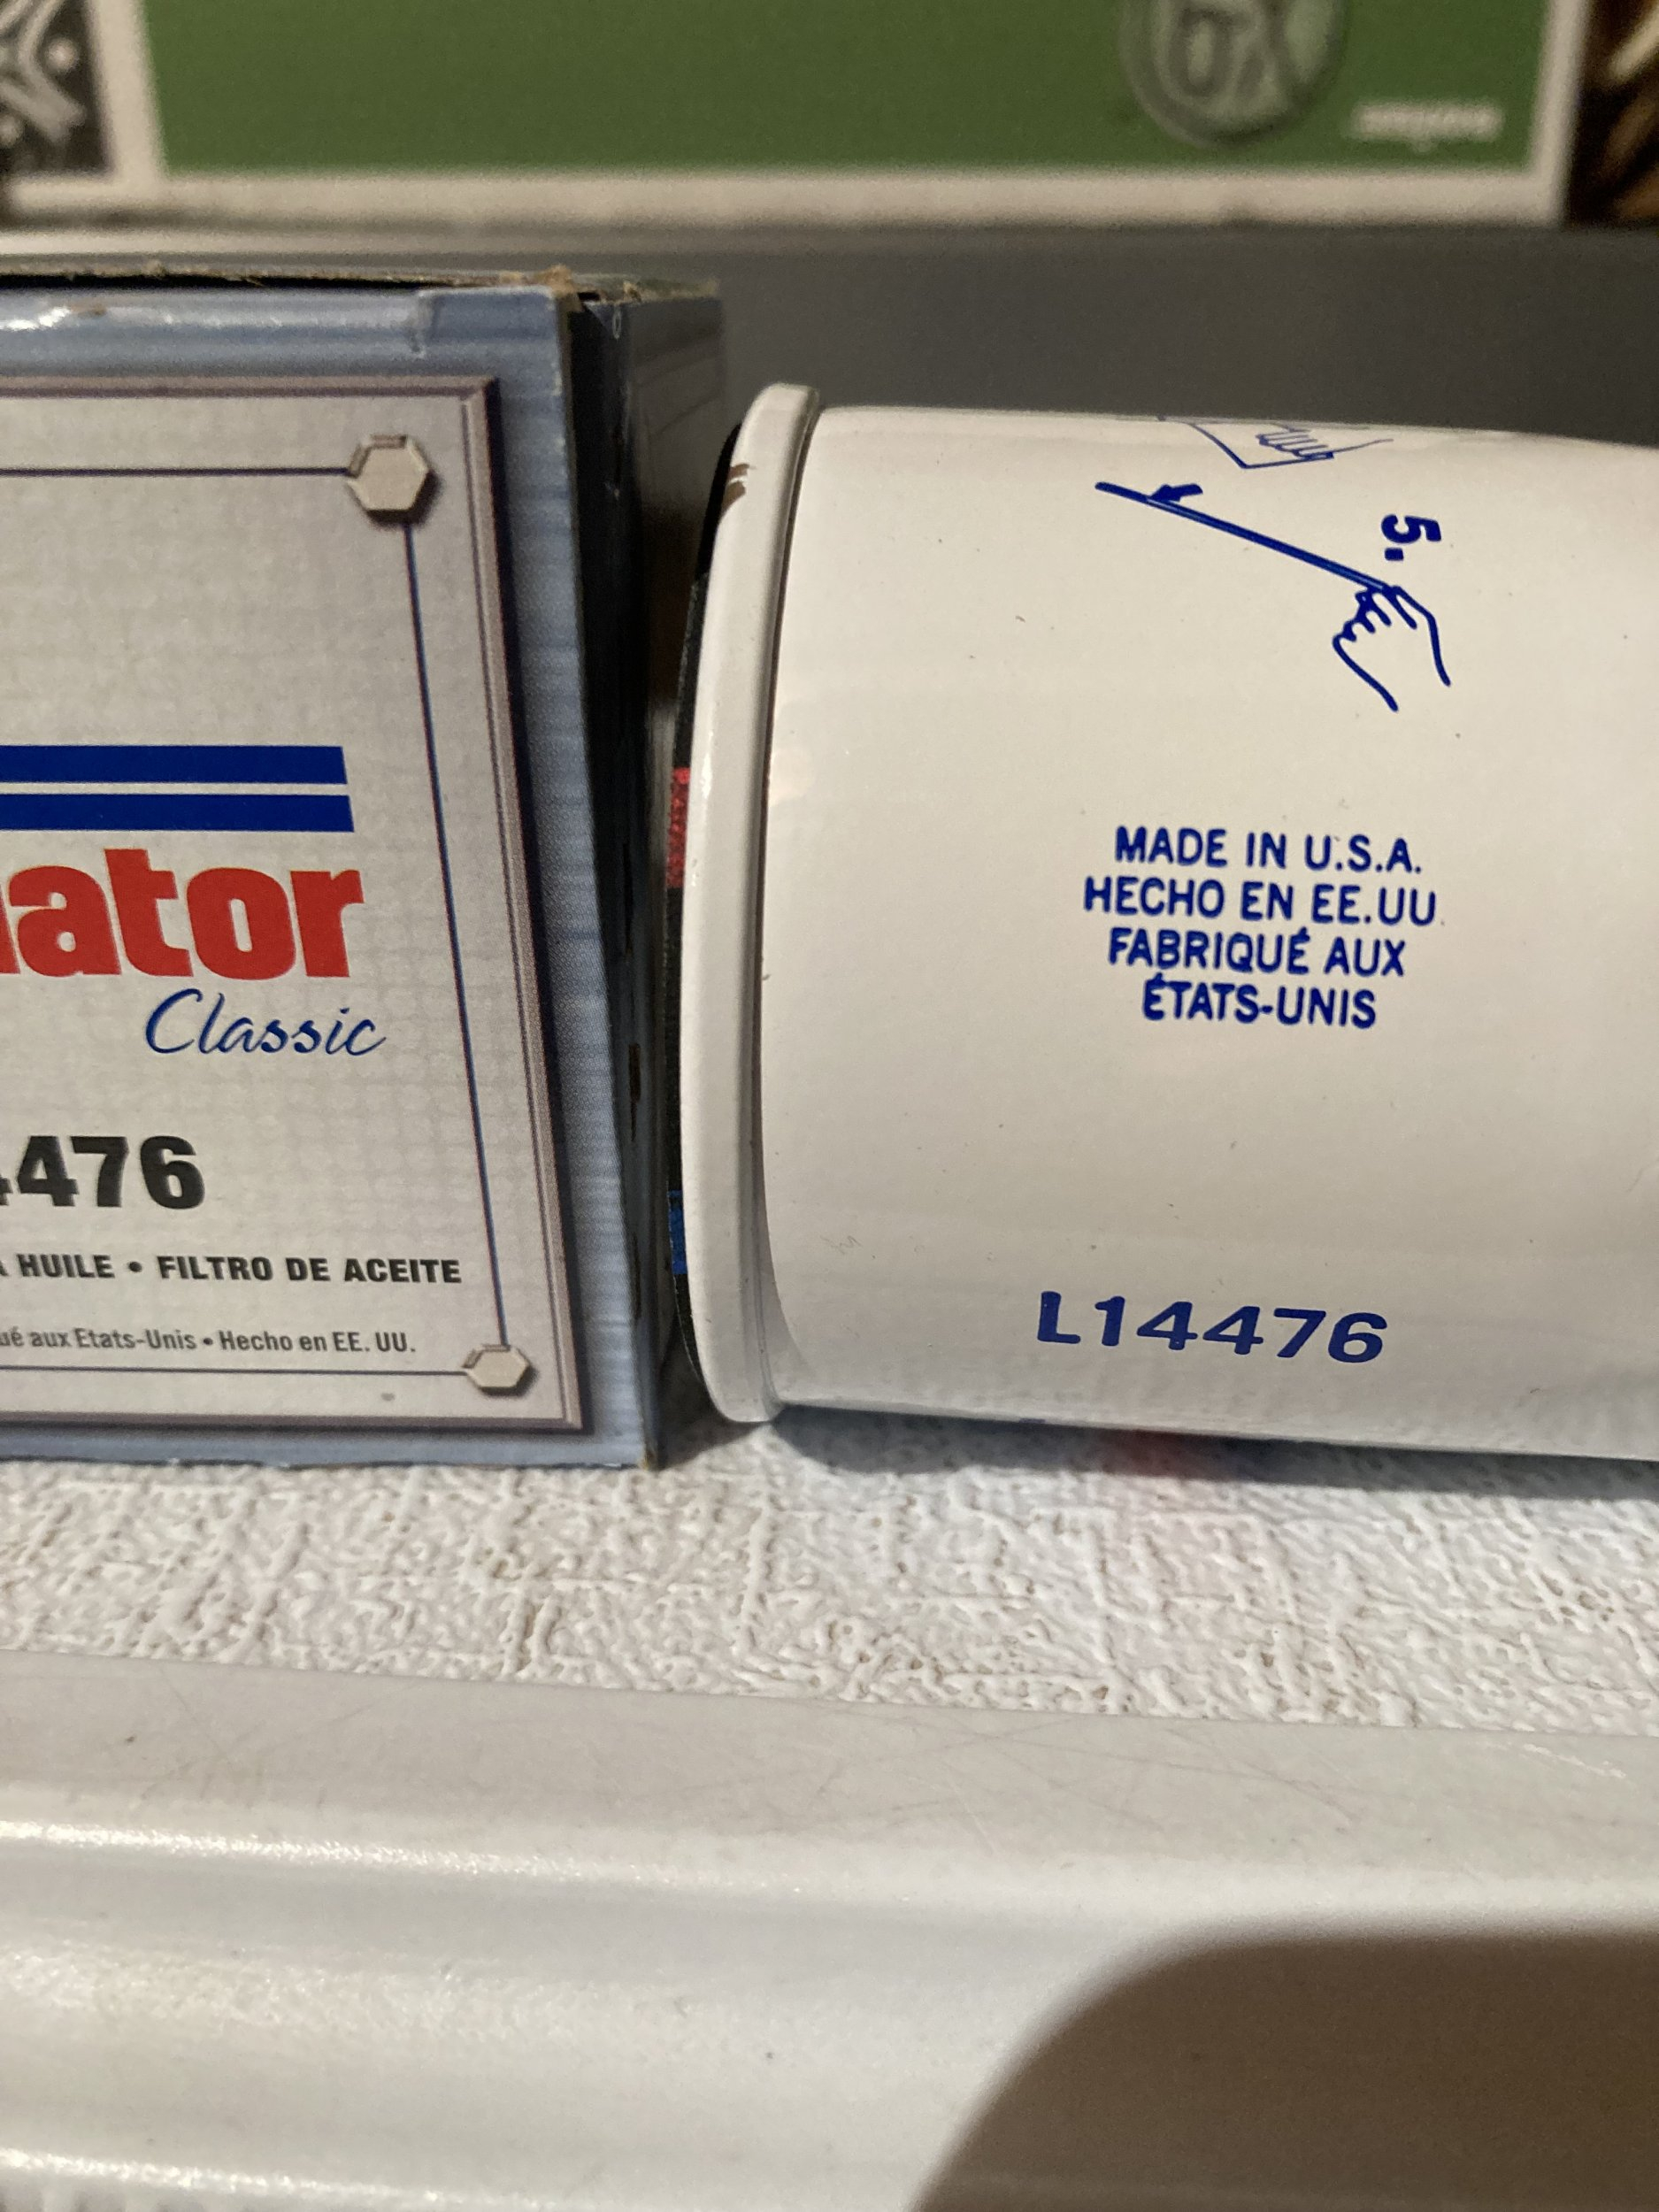 ator
Classic
476
HUILE • FILTRO DE ACEITE
ué aux Etats-Unis • Hecho en EE. UU.
5.
MADE IN U.S.A.
HECHO EN EE.UU.
FABRIQUÉ AUX
ÉTATS-UNIS
L14476